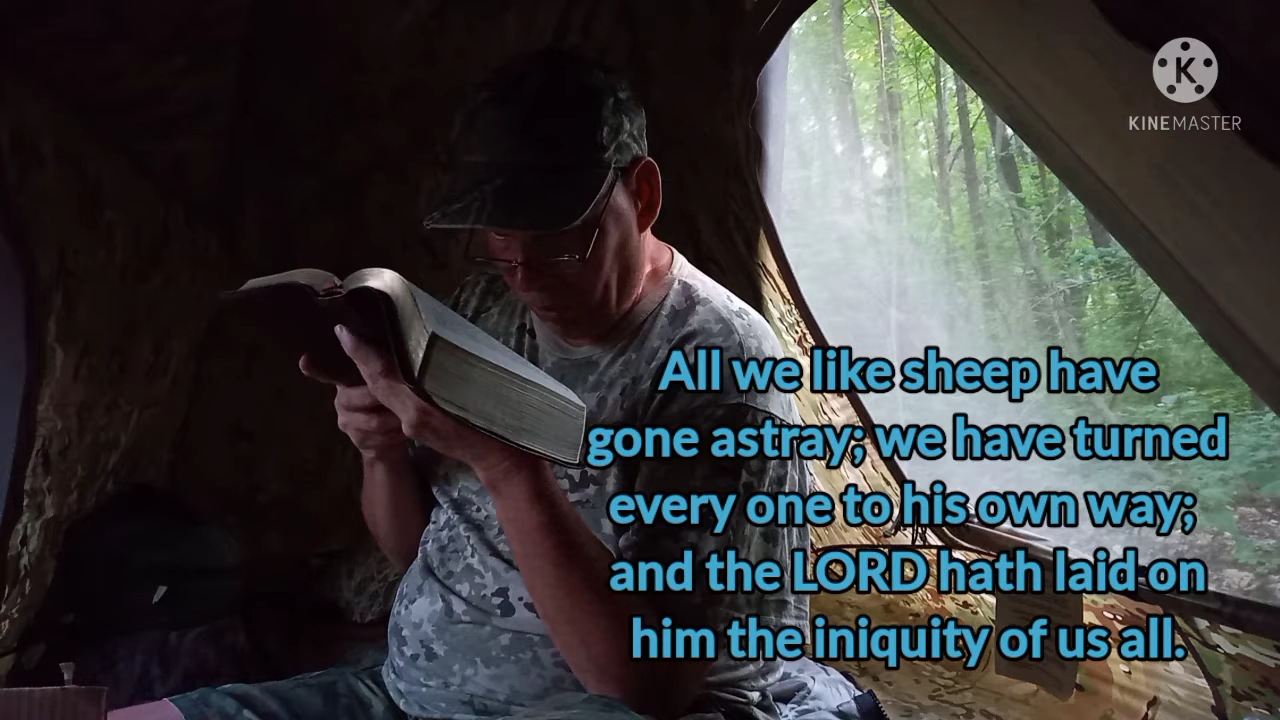 K
KINEMASTER
All we like sheep have
gone astray; we have turned
every one to his own way;
and the LORD hath laid on
him the iniquity of us all.